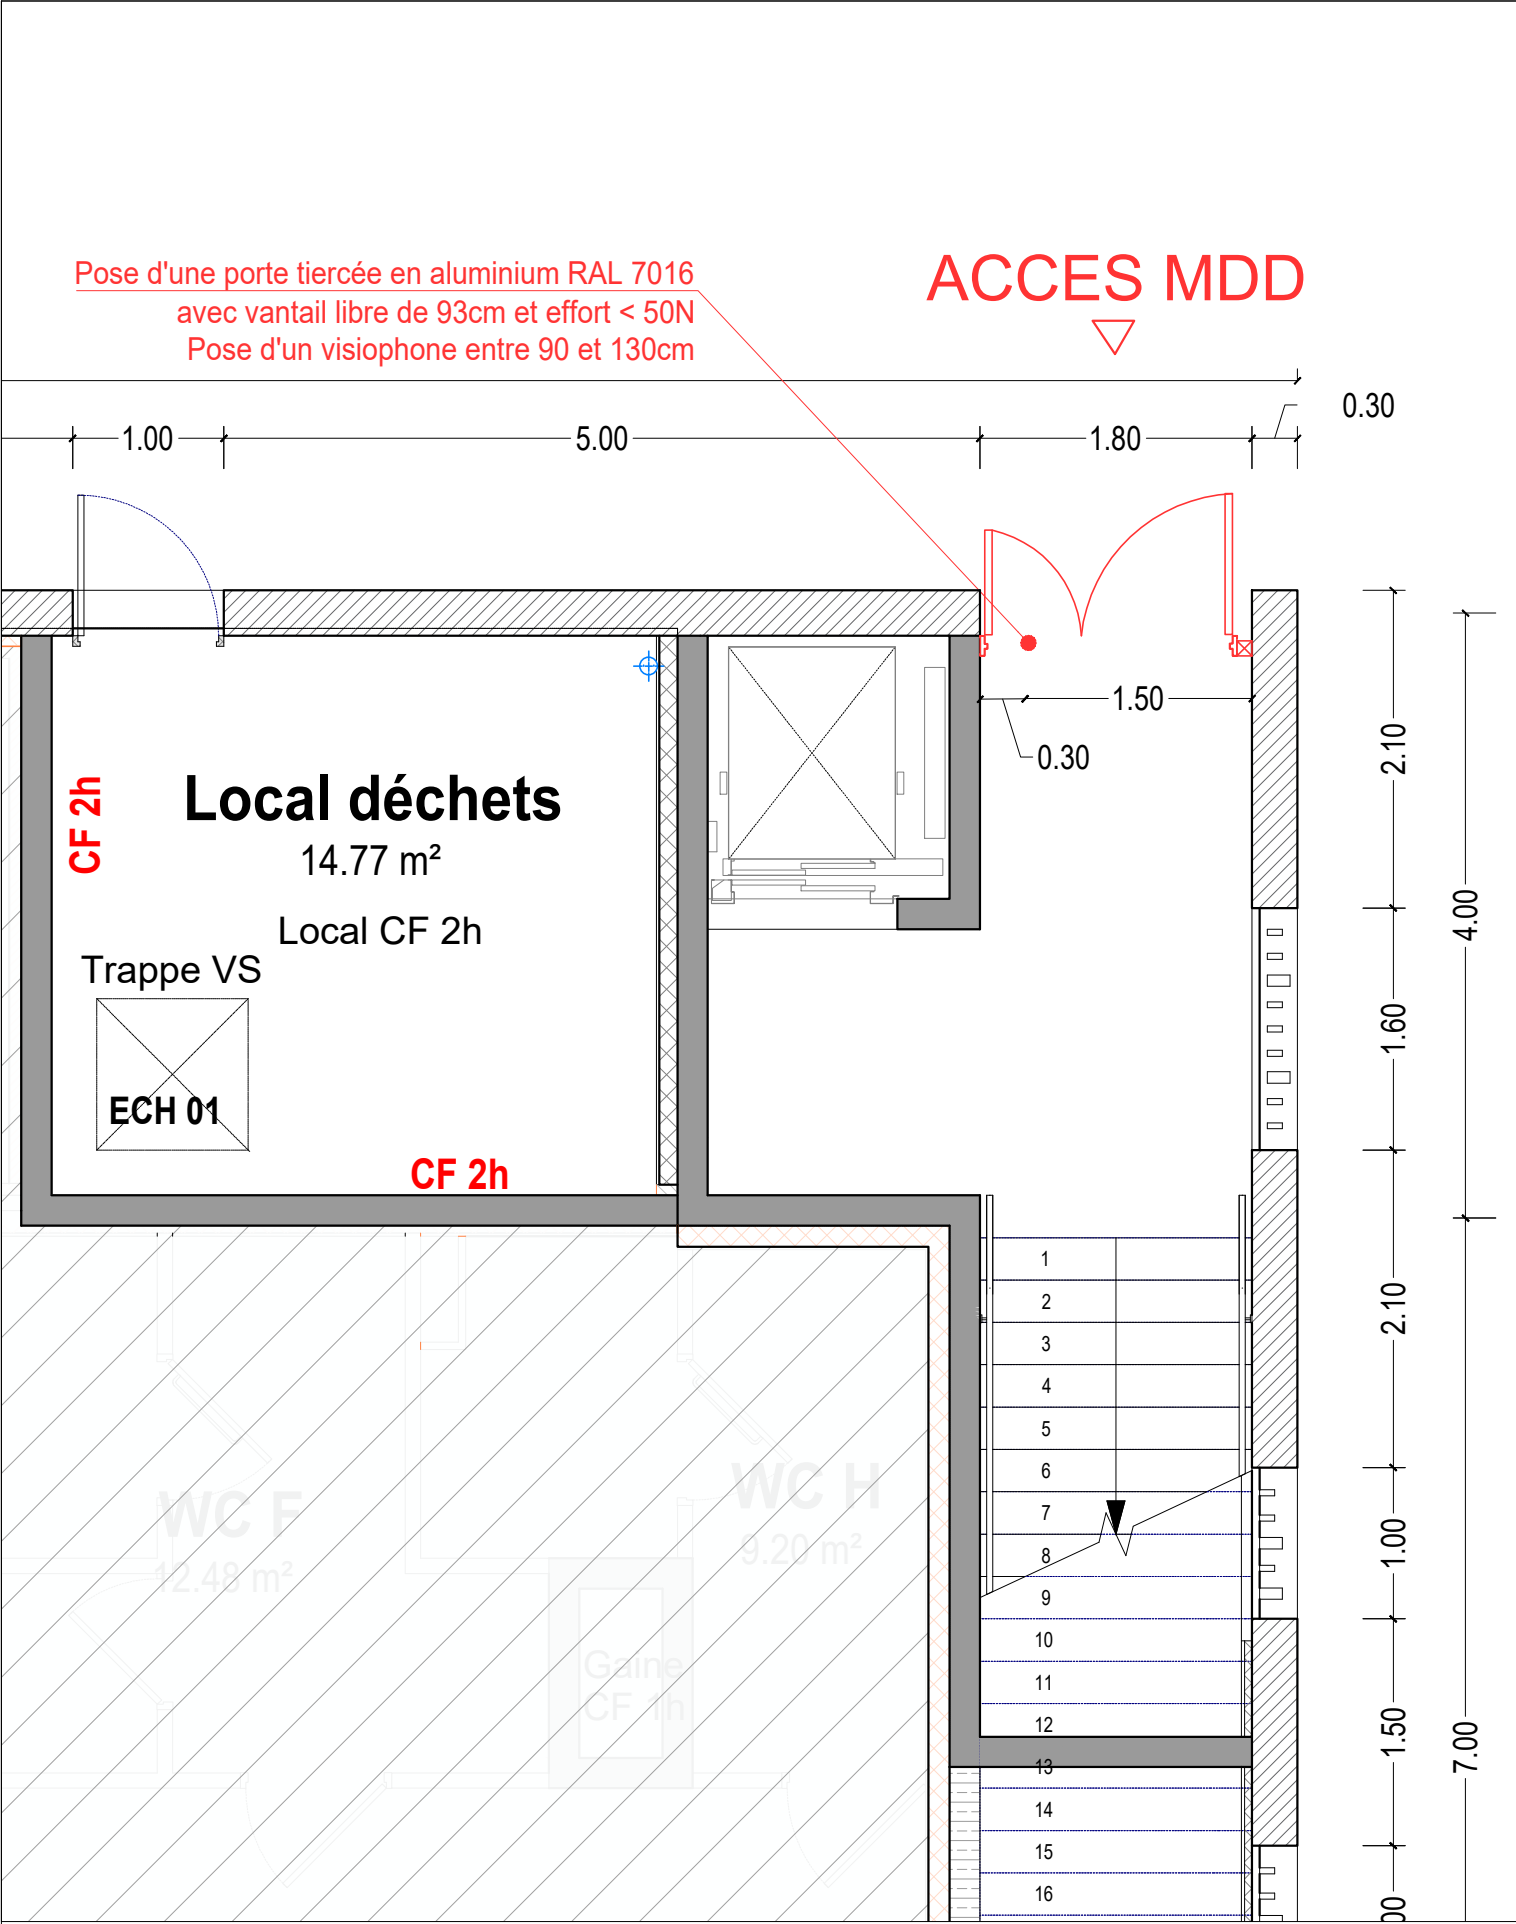 Pose d'une porte tiercée en aluminium RAL 7016
avec vantail libre de 93cm et effort < 50N
Pose d'un visiophone entre 90 et 130cm
ACCES MDD
0.30
1.00
5.00
1.80
1.50
0.30
2.10
4.00
1.60
2.10
1.00
1.50
7.00
CF 2h
Local déchets
14.77 m²
Local CF 2h
Trappe VS
ECH 01
CF 2h
1
2
3
4
5
6
7
8
9
10
11
12
13
14
15
16
WC F
12.48 m²
WC H
9.20 m²
Gaine
CF 1h